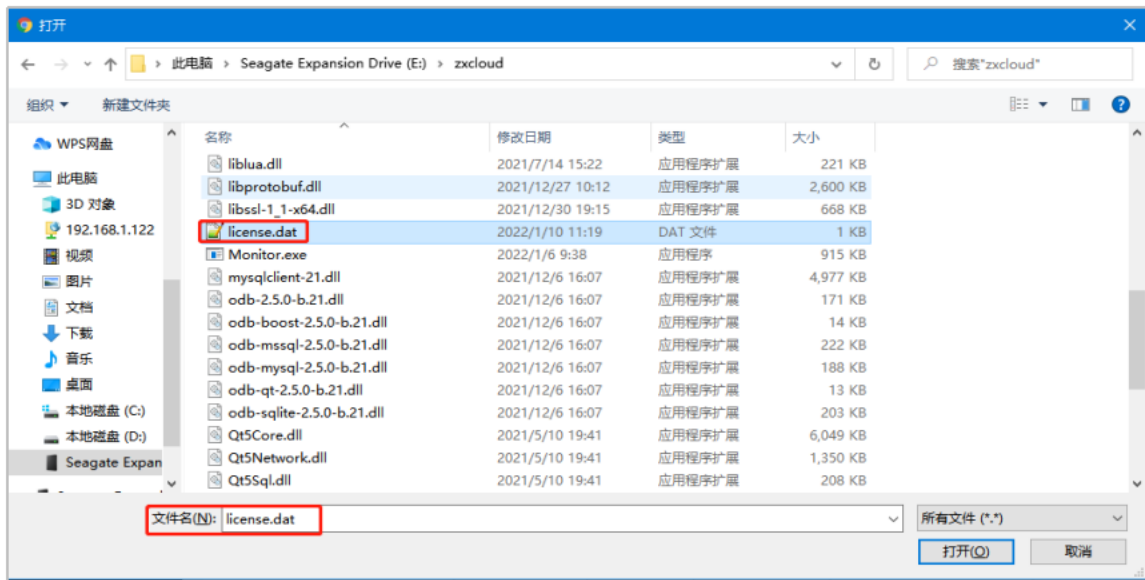 打开
此电脑 › Seagate Expansion Drive (E:) › zxcloud
搜索"zxcloud"
组织 新建文件夹
名称 修改日期 类型 大小
WPS网盘
此电脑
3D 对象
192.168.1.122
视频
图片
文档
下载
音乐
桌面
本地磁盘 (C:)
本地磁盘 (D:)
Seagate Expan
liblua.dll 2021/7/14 15:22 应用程序扩展 221 KB
libprotobuf.dll 2021/12/27 10:12 应用程序扩展 2,600 KB
libssl-1_1-x64.dll 2021/12/30 19:15 应用程序扩展 668 KB
license.dat 2022/1/10 11:19 DAT 文件 1 KB
Monitor.exe 2022/1/6 9:38 应用程序 915 KB
mysqlclient-21.dll 2021/12/6 16:07 应用程序扩展 4,977 KB
odb-2.5.0-b.21.dll 2021/12/6 16:07 应用程序扩展 171 KB
odb-boost-2.5.0-b.21.dll 2021/12/6 16:07 应用程序扩展 14 KB
odb-mssql-2.5.0-b.21.dll 2021/12/6 16:07 应用程序扩展 222 KB
odb-mysql-2.5.0-b.21.dll 2021/12/6 16:07 应用程序扩展 188 KB
odb-qt-2.5.0-b.21.dll 2021/12/6 16:07 应用程序扩展 13 KB
odb-sqlite-2.5.0-b.21.dll 2021/12/6 16:07 应用程序扩展 203 KB
Qt5Core.dll 2021/5/10 19:41 应用程序扩展 6,049 KB
Qt5Network.dll 2021/5/10 19:41 应用程序扩展 1,350 KB
Qt5Sql.dll 2021/5/10 19:41 应用程序扩展 208 KB
文件名(N): license.dat
所有文件 (*.*)
打开(O) 取消